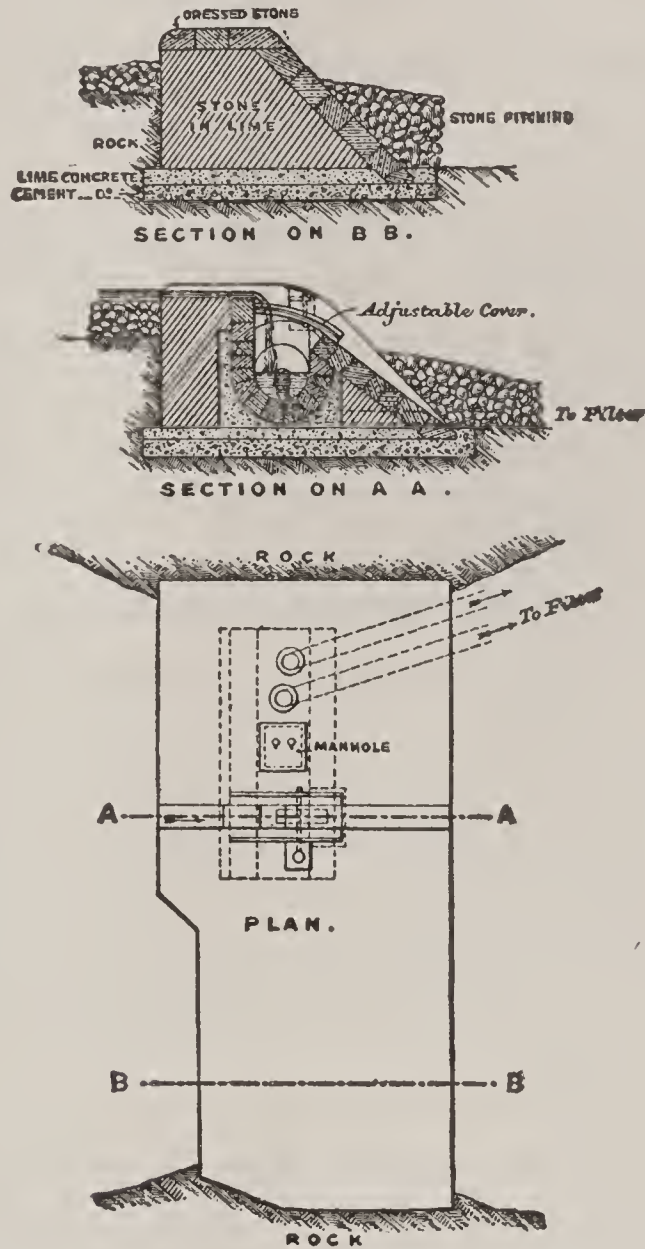 DRESSED STONE
STONE
IN LIME
STONE PITCHING
ROCK
LIME CONCRETE
CEMENT Do
SECTION ON B B.
Adjustable Cover.
To Filter
SECTION ON A A.
ROCK
To Filter
MANHOLE
A A
PLAN.
B B
ROCK